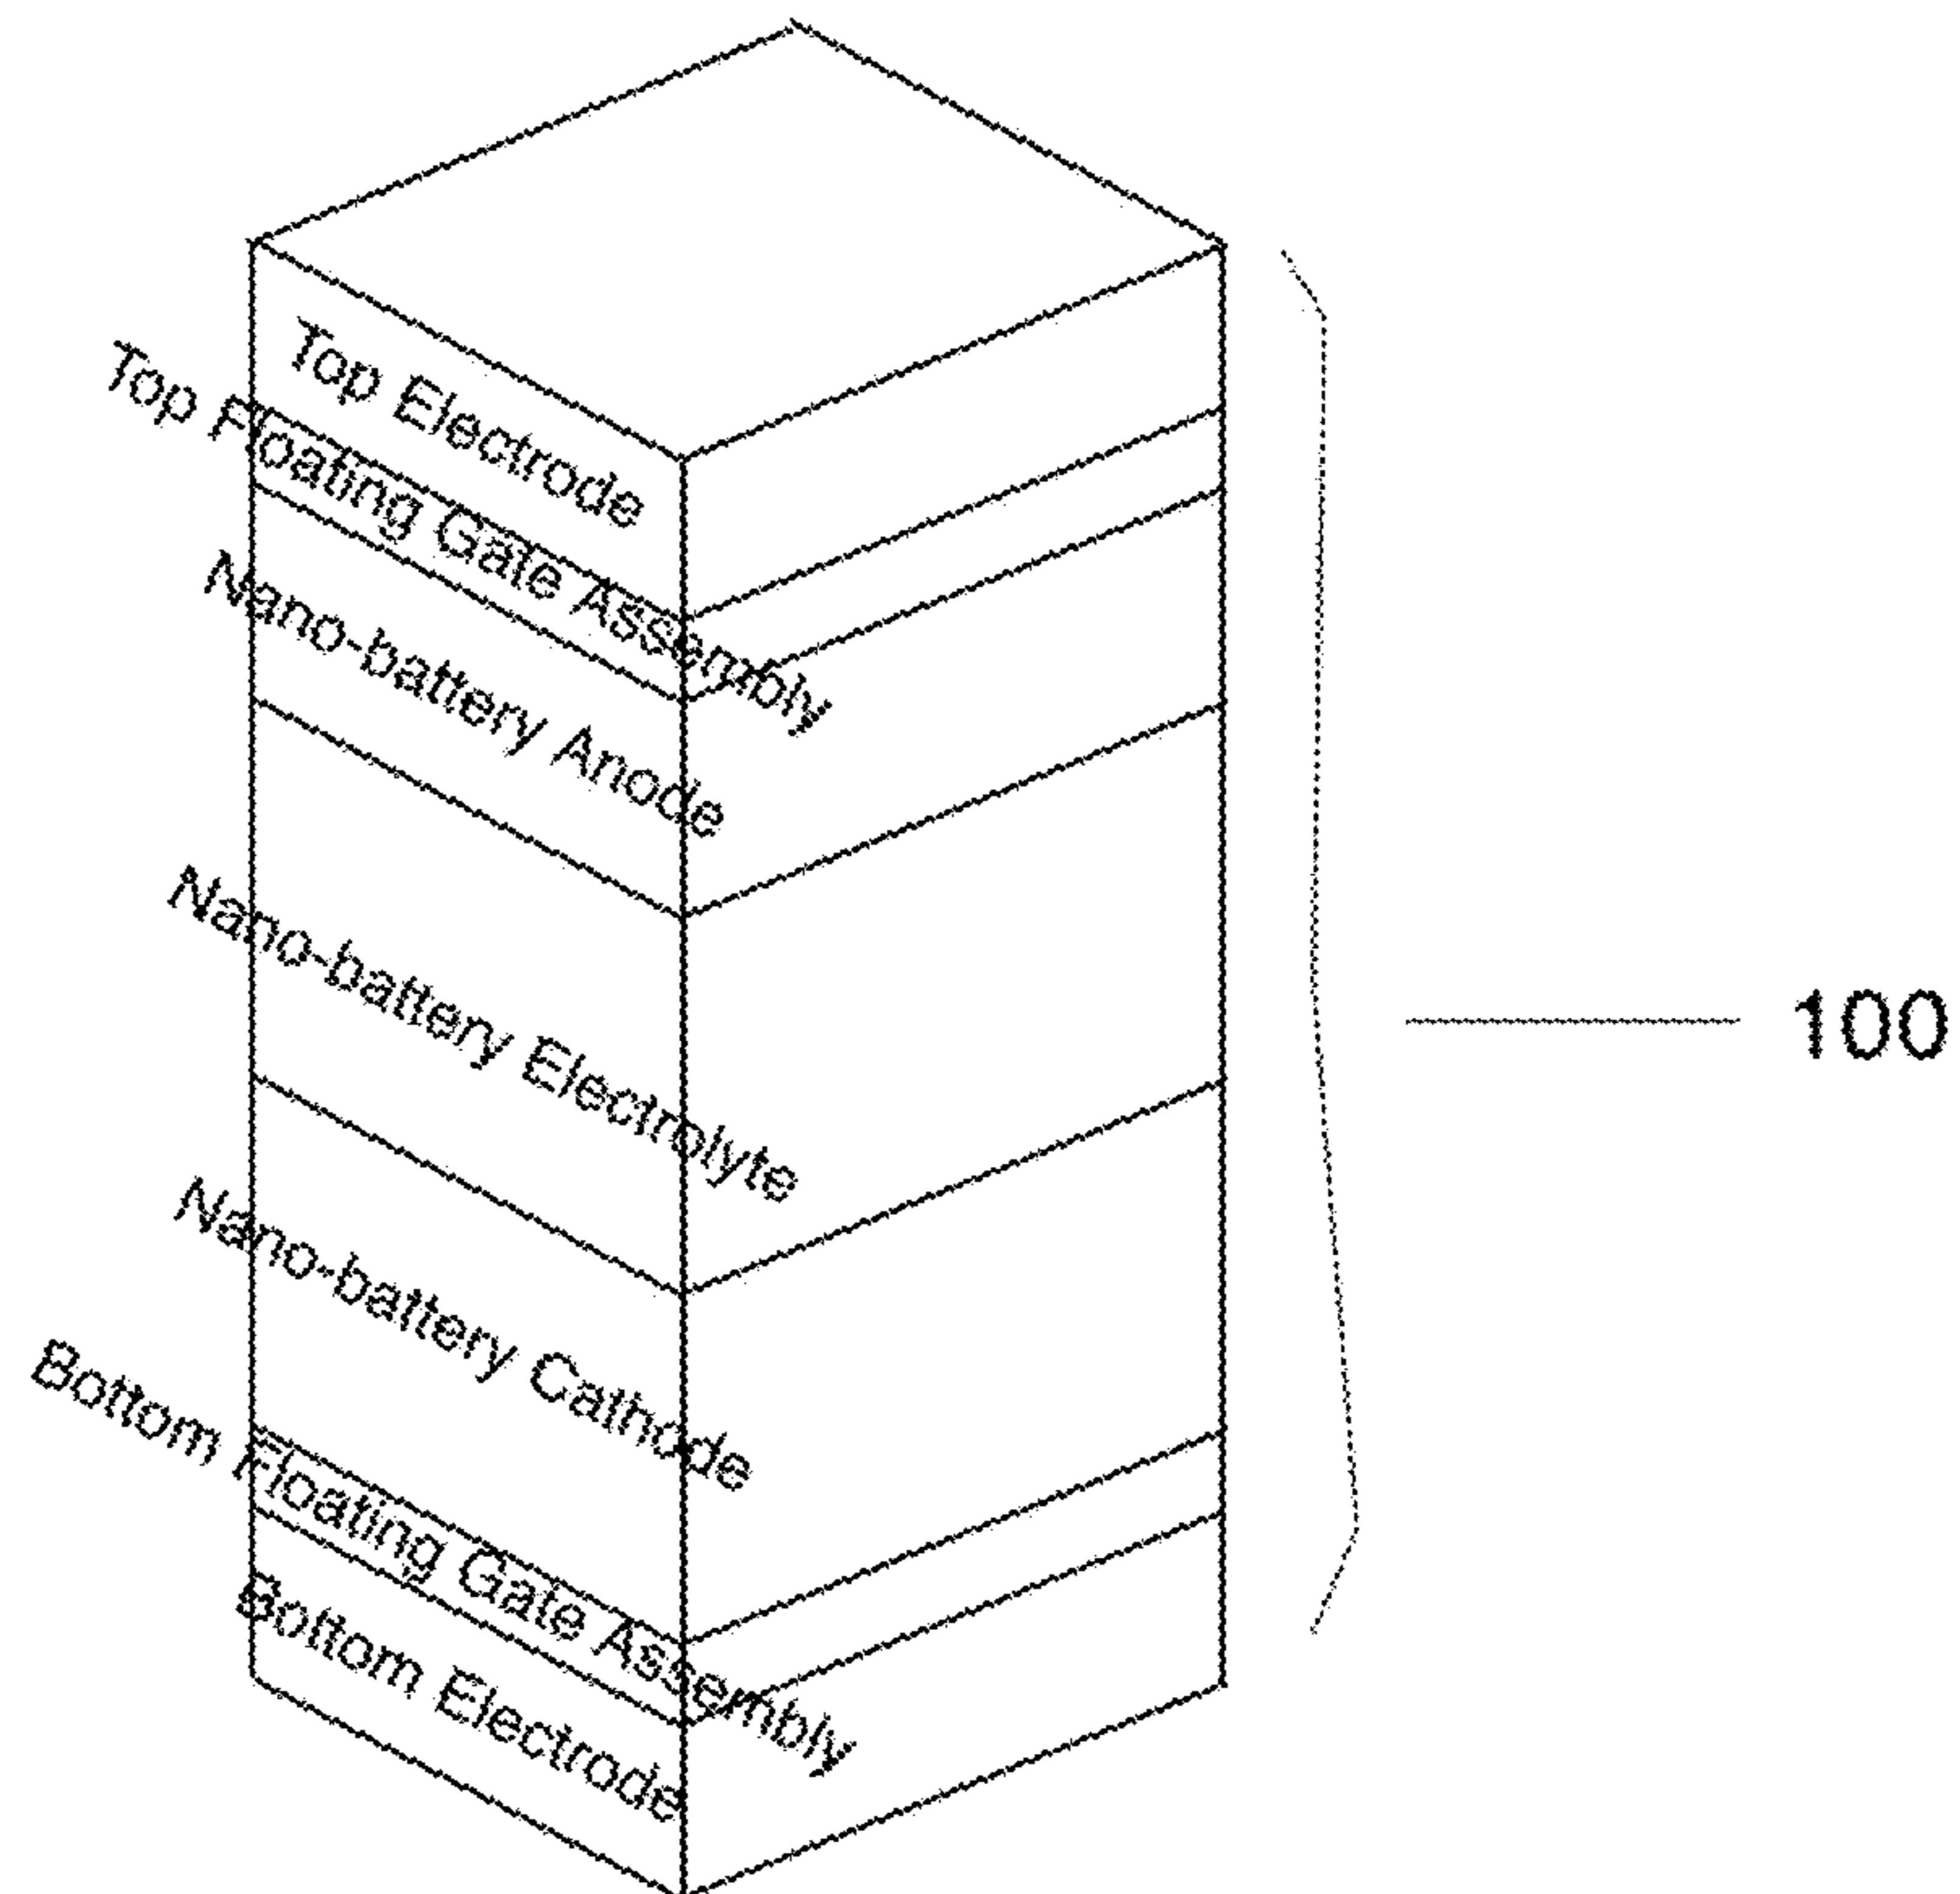 Top Electrode
Top Floating Gate Assembly
Nano-battery Anode
Nano-battery Electrolyte
100
Nano-battery Cathode
Bottom Floating Gate Assembly
Bottom Electrode